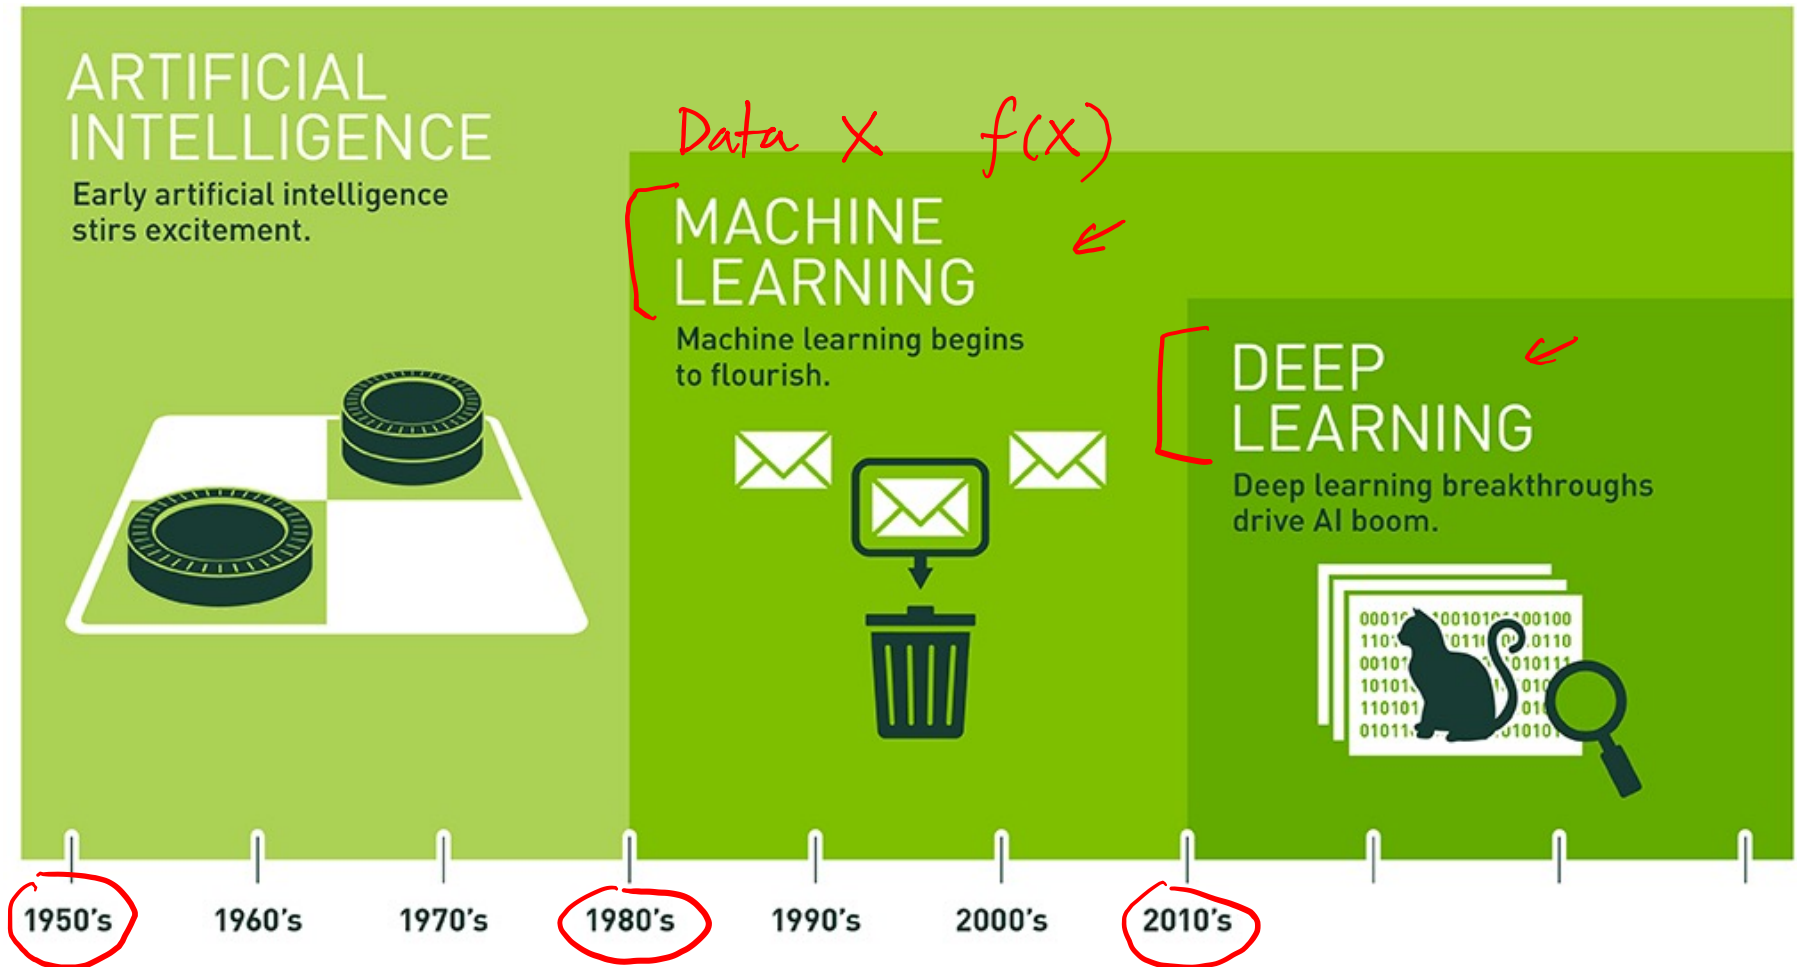 ARTIFICIAL
INTELLIGENCE
Early artificial intelligence
stirs excitement.
Data X f(x)
MACHINE
LEARNING
Machine learning begins
to flourish.
DEEP
LEARNING
Deep learning breakthroughs
drive AI boom.
1950's 1960's 1970's 1980's 1990's 2000's 2010's